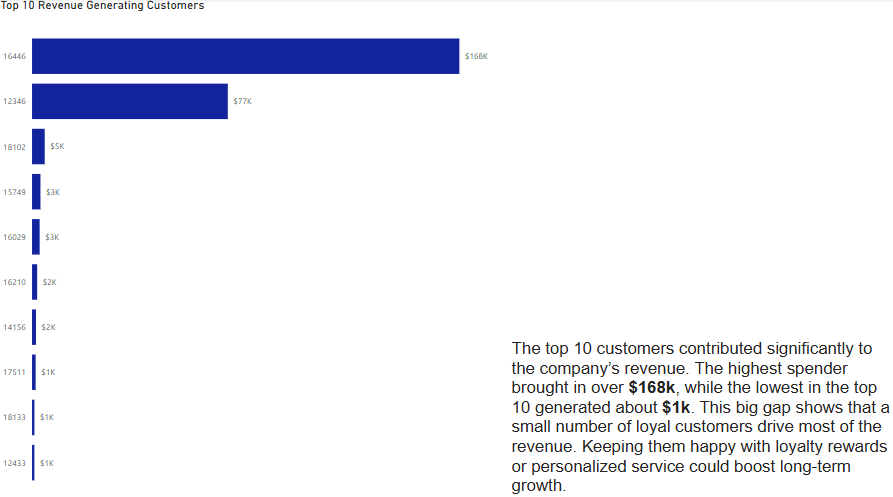 Top 10 Revenue Generating Customers
16446 $168K
12346 $77K
18102 $5K
15749 $3K
16029 $3K
16210 $2K
14156 $2K
17511 $1K
18133 $1K
12433 $1K
The top 10 customers contributed significantly to
the company’s revenue. The highest spender
brought in over $168k, while the lowest in the top
10 generated about $1k. This big gap shows that a
small number of loyal customers drive most of the
revenue. Keeping them happy with loyalty rewards
or personalized service could boost long-term
growth.